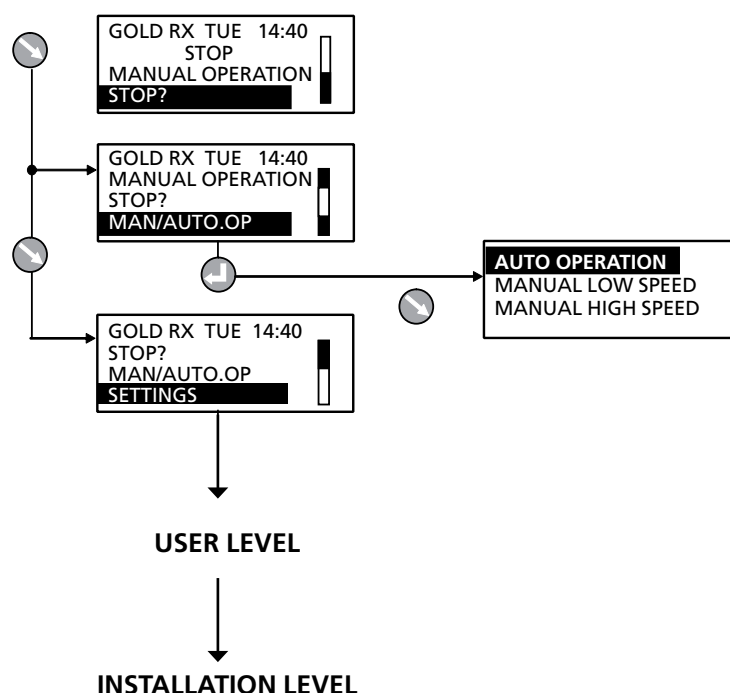 GOLD RX TUE 14:40
STOP
MANUAL OPERATION
STOP?
GOLD RX TUE 14:40
MANUAL OPERATION
STOP?
MAN/AUTO.OP
AUTO OPERATION
MANUAL LOW SPEED
MANUAL HIGH SPEED
GOLD RX TUE 14:40
STOP?
MAN/AUTO.OP
SETTINGS
USER LEVEL
INSTALLATION LEVEL